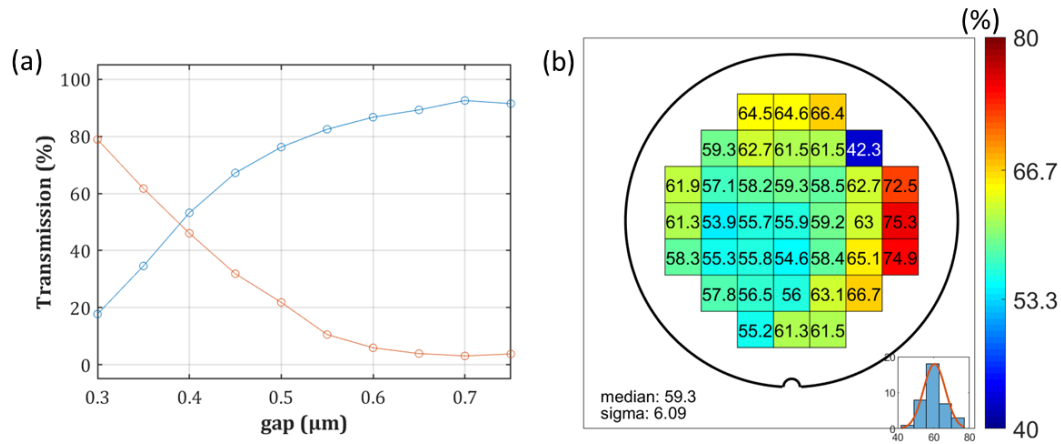 (a)
100
80
60
40
20
0
Transmission (%)
0.3 0.4 0.5 0.6 0.7
gap (μm)
(b)
(%)
64.5 64.6 66.4
59.3 62.7 61.5 61.5 42.3
61.9 57.1 58.2 59.3 58.5 62.7 72.5
61.3 53.9 55.7 55.9 59.2 63 75.3
58.3 55.3 55.8 54.6 58.4 65.1 74.9
57.8 56.5 56 63.1 66.7
55.2 61.3 61.5
median: 59.3
sigma: 6.09
20
10
0
40 60 80
80
66.7
53.3
40